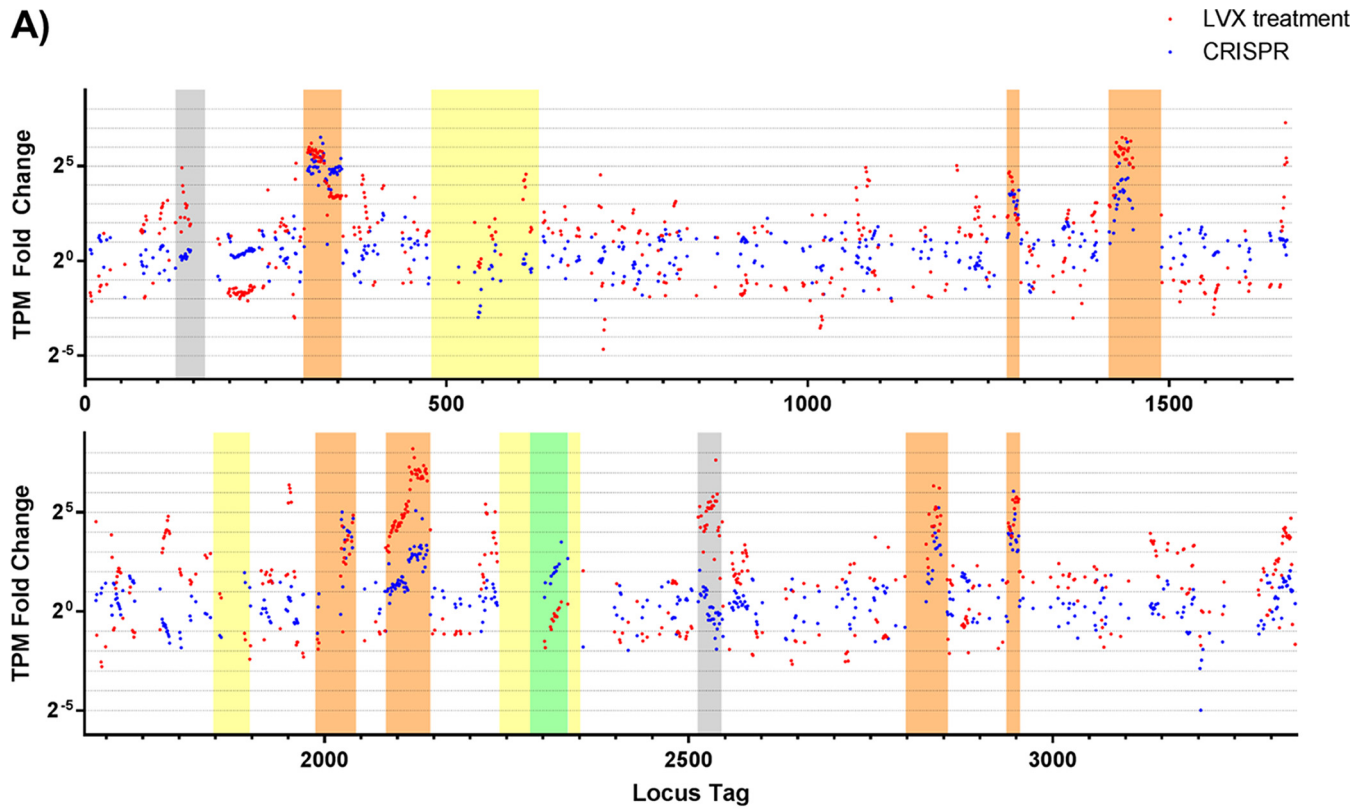 A)
LVX treatment
CRISPR
TPM Fold Change
2^5
2^0
2^-5
0 500 1000 1500
TPM Fold Change
2^5
2^0
2^-5
2000 2500 3000
Locus Tag